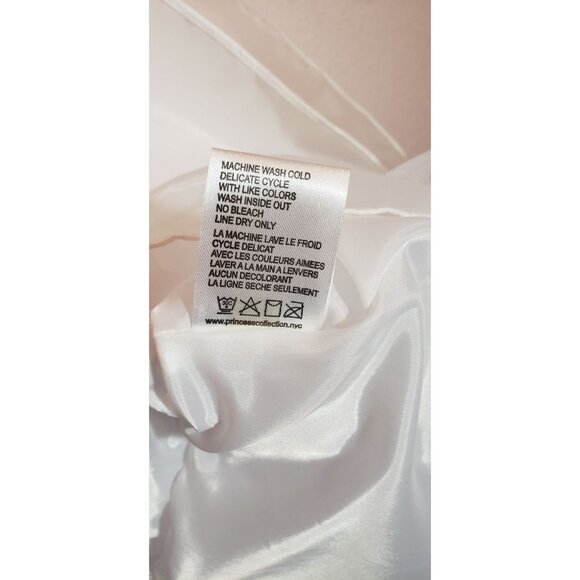 MACHINE WASH COLD
DELICATE CYCLE
WITH LIKE COLORS
WASH INSIDE OUT
NO BLEACH
LINE DRY ONLY
LA MACHINE LAVE LE FROID
CYCLE DELICAT
AVEC LES COULEURS AIMEES
LAVER A LA MAIN A LENVERS
AUCUN DECOLORANT
LA LIGNE SECHE SEULEMENT
www.princesscollection.nyc